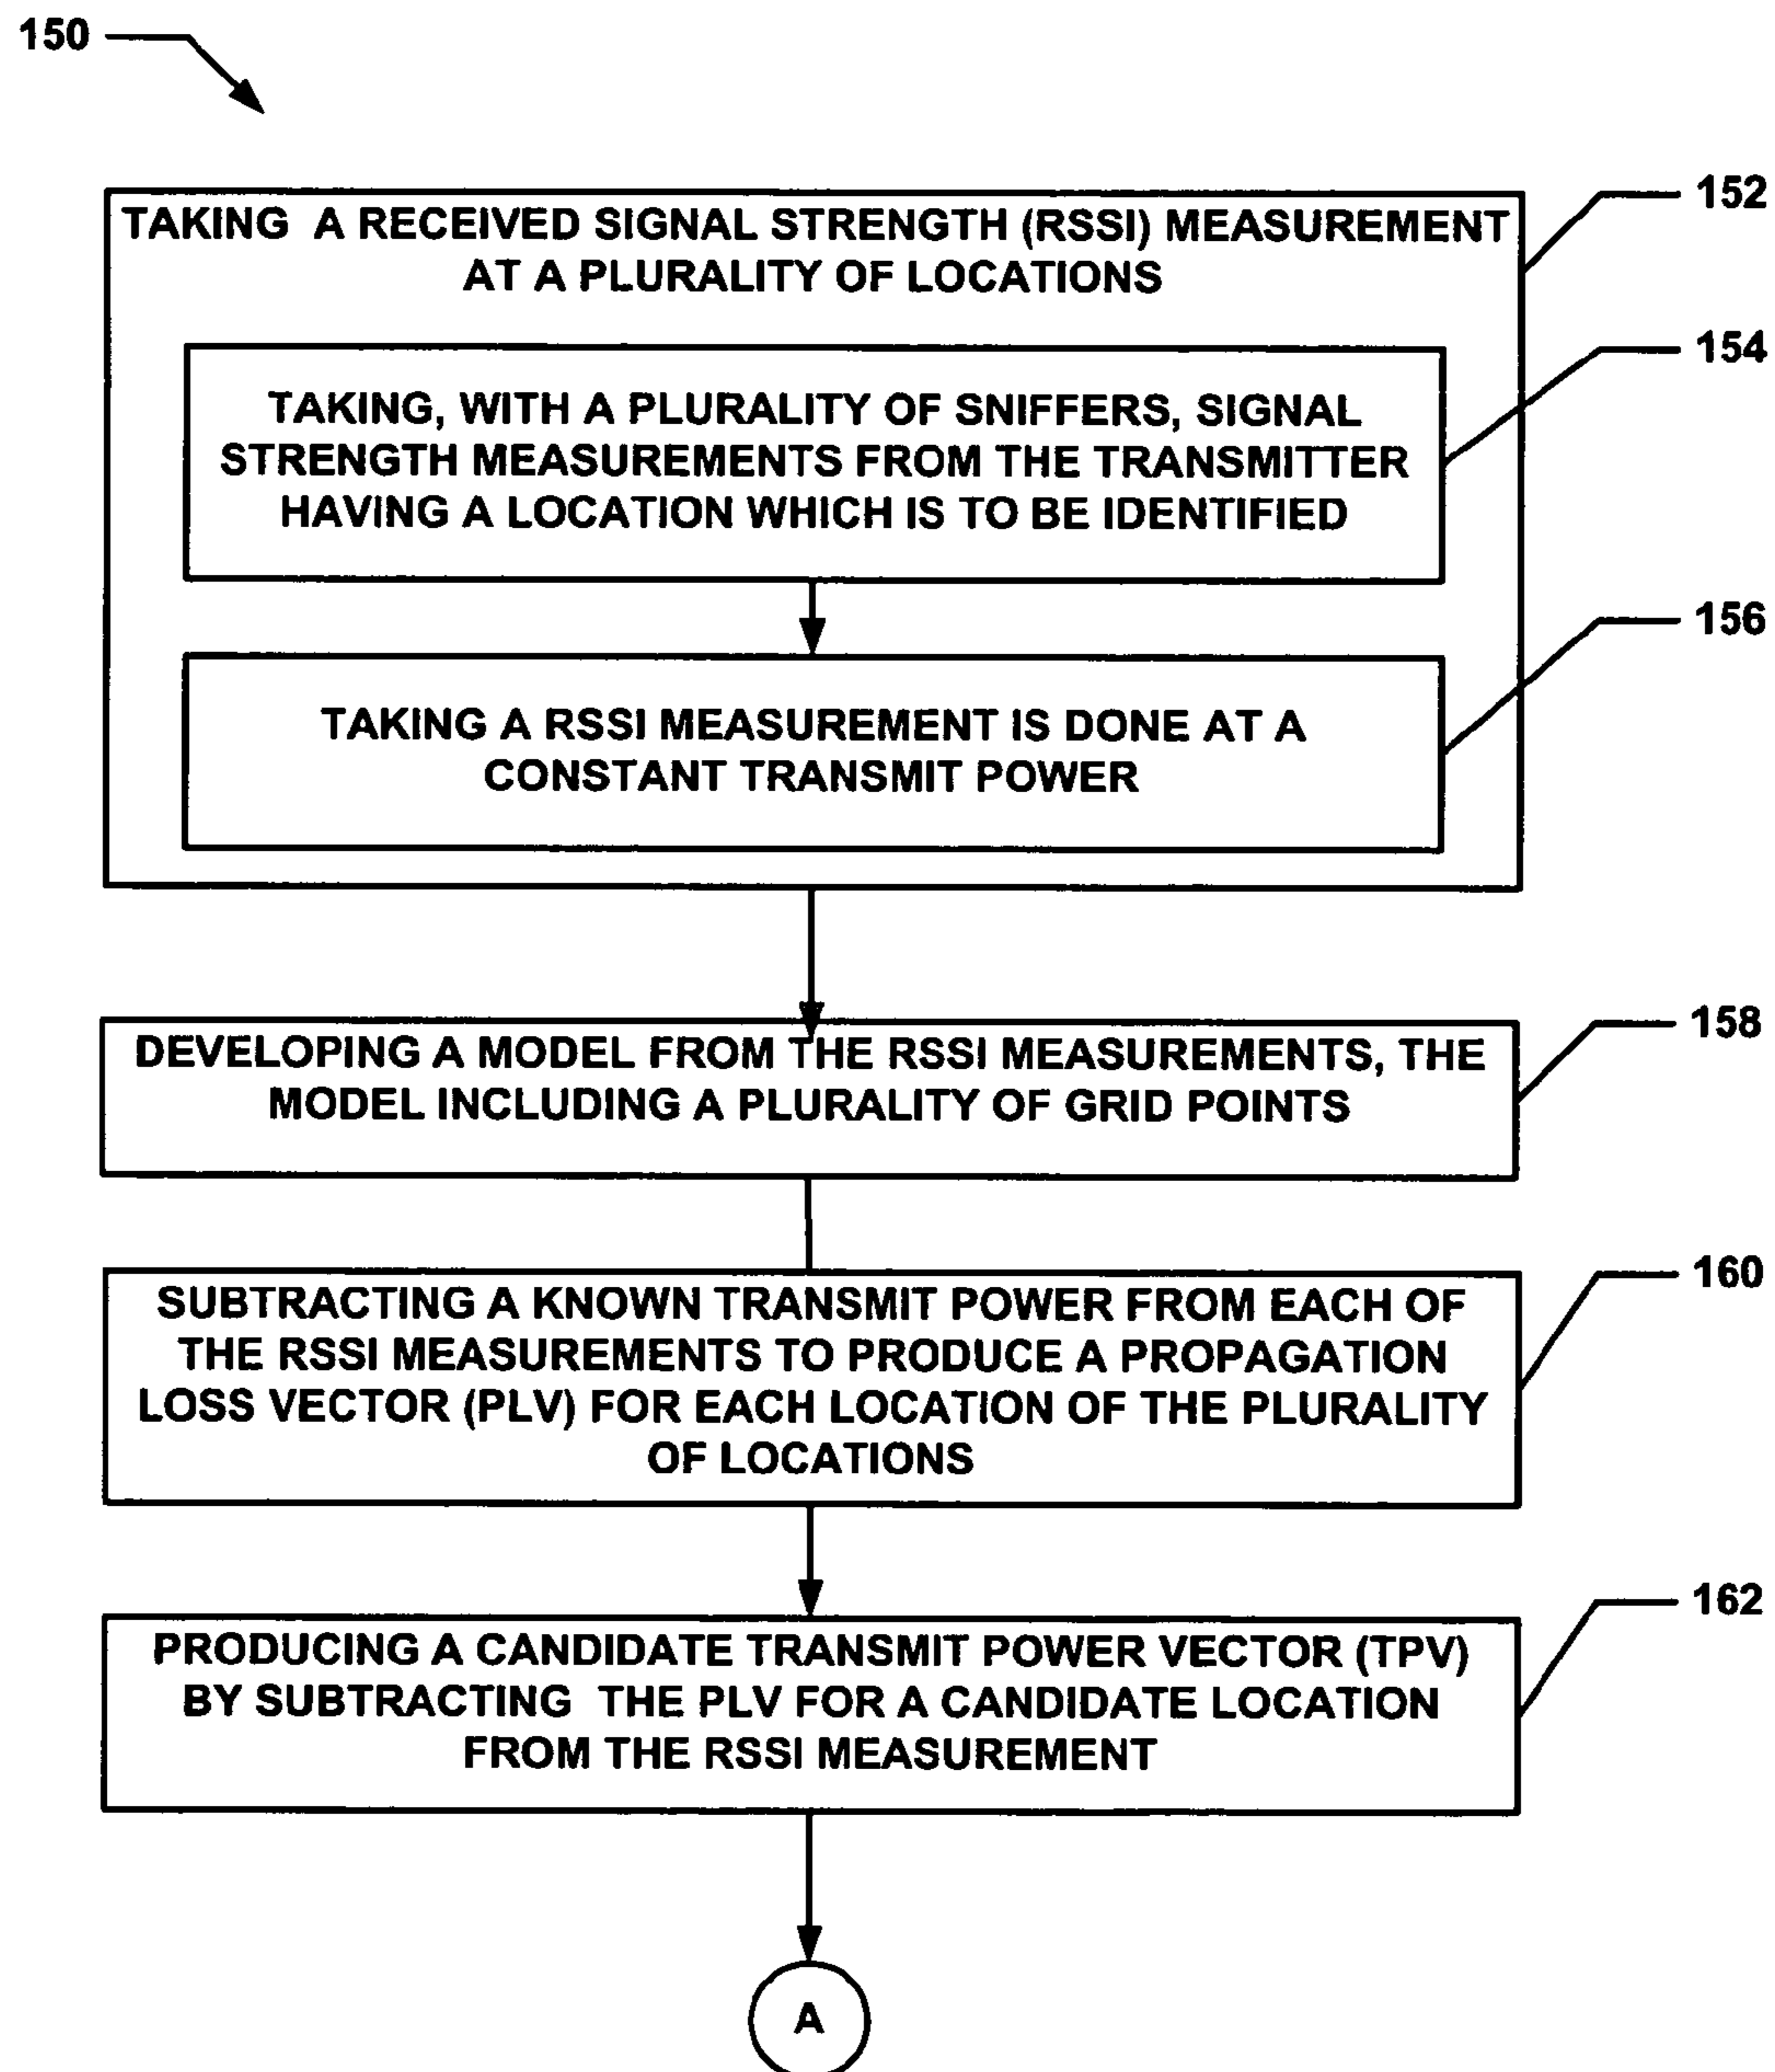 150
152
TAKING A RECEIVED SIGNAL STRENGTH (RSSI) MEASUREMENT
AT A PLURALITY OF LOCATIONS
154
TAKING, WITH A PLURALITY OF SNIFFERS, SIGNAL
STRENGTH MEASUREMENTS FROM THE TRANSMITTER
HAVING A LOCATION WHICH IS TO BE IDENTIFIED
156
TAKING A RSSI MEASUREMENT IS DONE AT A
CONSTANT TRANSMIT POWER
158
DEVELOPING A MODEL FROM THE RSSI MEASUREMENTS, THE
MODEL INCLUDING A PLURALITY OF GRID POINTS
160
SUBTRACTING A KNOWN TRANSMIT POWER FROM EACH OF
THE RSSI MEASUREMENTS TO PRODUCE A PROPAGATION
LOSS VECTOR (PLV) FOR EACH LOCATION OF THE PLURALITY
OF LOCATIONS
162
PRODUCING A CANDIDATE TRANSMIT POWER VECTOR (TPV)
BY SUBTRACTING THE PLV FOR A CANDIDATE LOCATION
FROM THE RSSI MEASUREMENT
A